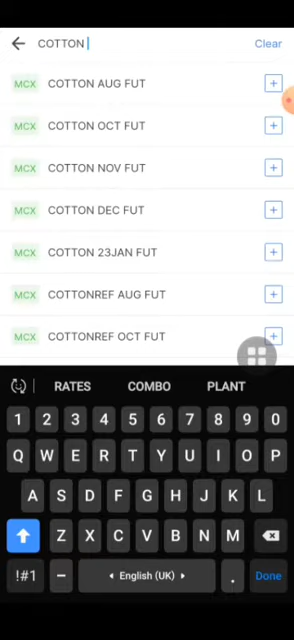 COTTON
Clear
MCX COTTON AUG FUT
MCX COTTON OCT FUT
MCX COTTON NOV FUT
MCX COTTON DEC FUT
MCX COTTON 23JAN FUT
MCX COTTONREF AUG FUT
MCX COTTONREF OCT FUT
RATES COMBO PLANT
1 2 3 4 5 6 7 8 9 0
Q W E R T Y U I O P
A S D F G H J K L
Z X C V B N M
!#1 – English (UK) . Done